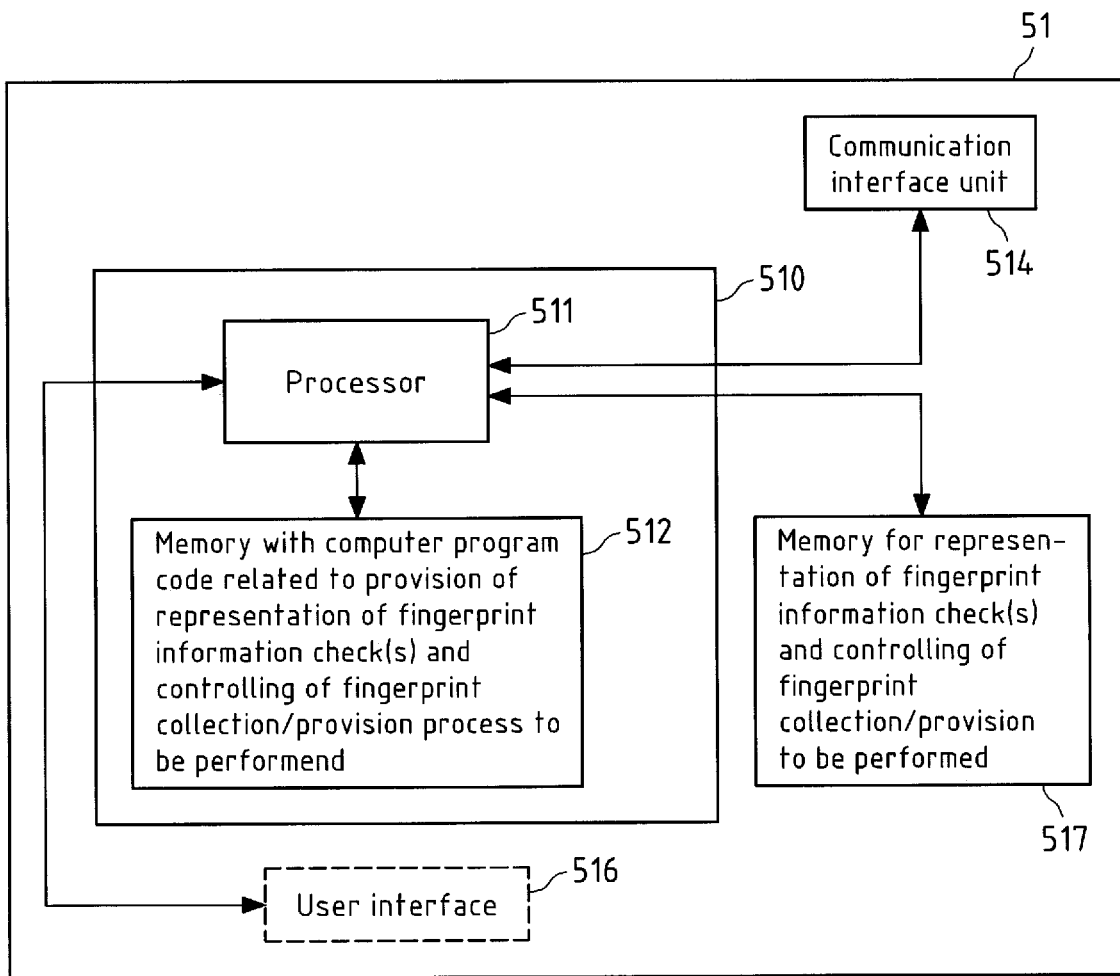 51
Communication
interface unit
514
510
511
Processor
Memory with computer program
code related to provision of
representation of fingerprint
information check(s) and
controlling of fingerprint
collection/provision process to
be performend
512
Memory for represen-
tation of fingerprint
information check(s)
and controlling of
fingerprint
collection/provision
to be performed
517
User interface
516